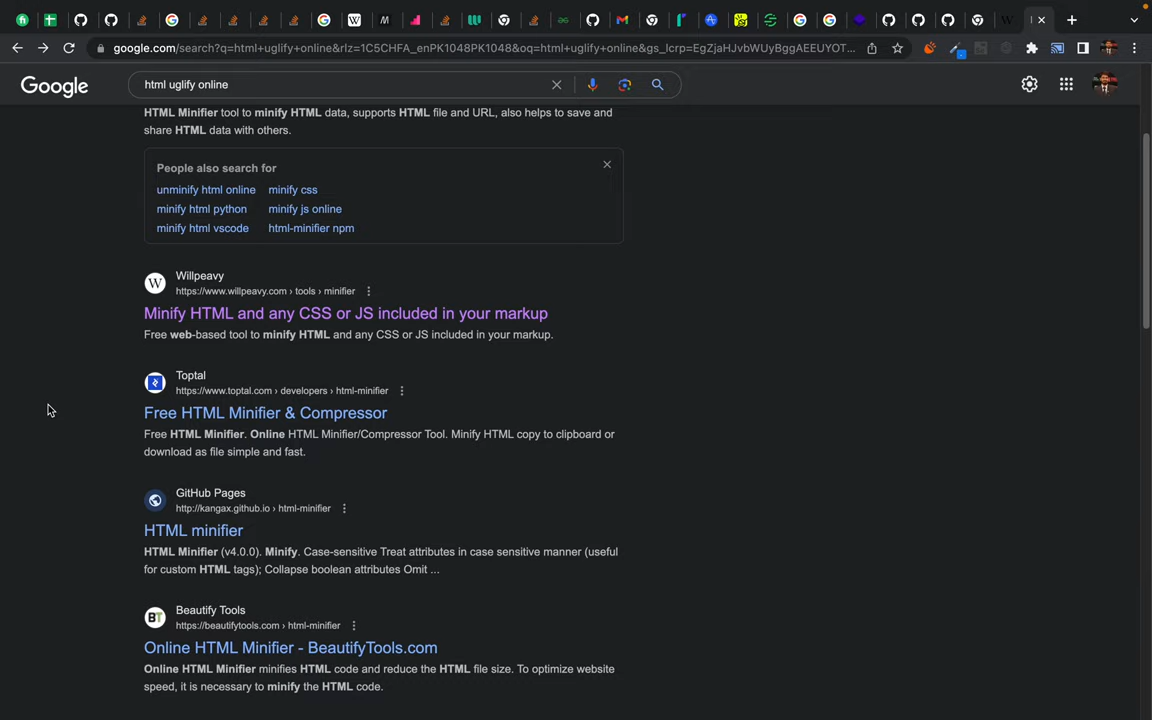 google.com/search?q=html+uglify+online&rlz=1C5CHFA_enPK1048PK1048&oq=html+uglify+online&gs_lcrp=EgZjaHJvbWUyBggAEEUYOT...
Google
html uglify online
HTML Minifier tool to minify HTML data, supports HTML file and URL, also helps to save and
share HTML data with others.
People also search for
unminify html online minify css
minify html python minify js online
minify html vscode html-minifier npm
W
Willpeavy
https://www.willpeavy.com › tools › minifier
Minify HTML and any CSS or JS included in your markup
Free web-based tool to minify HTML and any CSS or JS included in your markup.
Toptal
https://www.toptal.com › developers › html-minifier
Free HTML Minifier & Compressor
Free HTML Minifier. Online HTML Minifier/Compressor Tool. Minify HTML copy to clipboard or
download as file simple and fast.
GitHub Pages
http://kangax.github.io › html-minifier
HTML minifier
HTML Minifier (v4.0.0). Minify. Case-sensitive Treat attributes in case sensitive manner (useful
for custom HTML tags); Collapse boolean attributes Omit ...
BT
Beautify Tools
https://beautifytools.com › html-minifier
Online HTML Minifier - BeautifyTools.com
Online HTML Minifier minifies HTML code and reduce the HTML file size. To optimize website
speed, it is necessary to minify the HTML code.